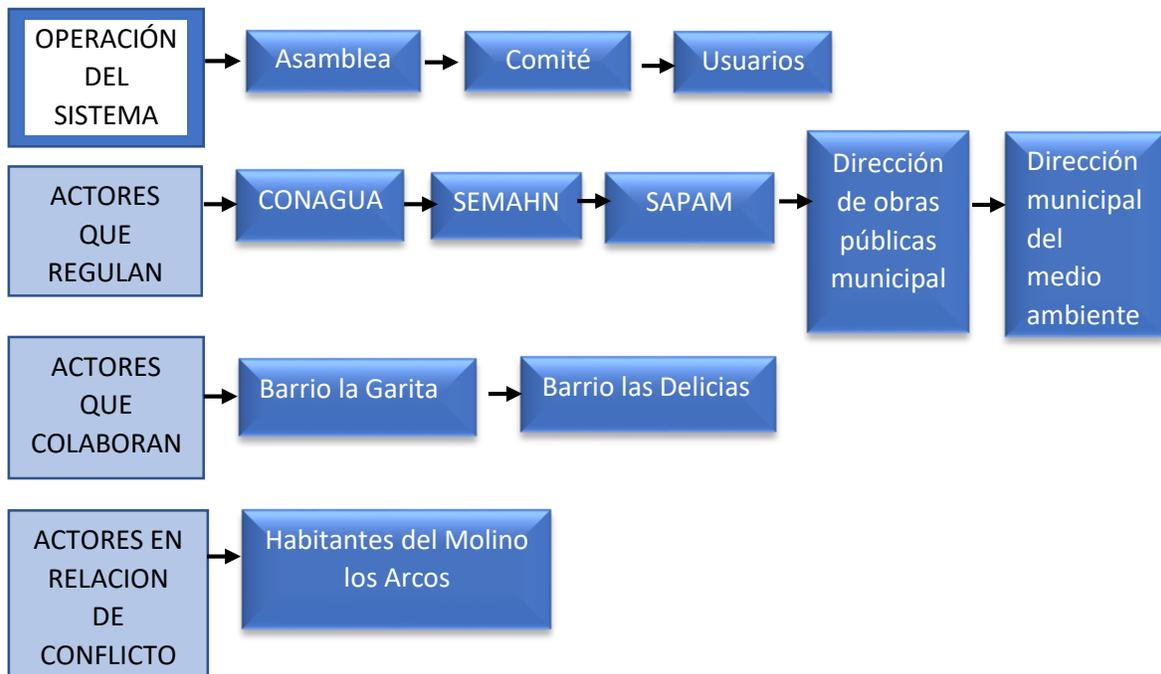 OPERACIÓN
DEL
SISTEMA
Asamblea
Comité
Usuarios
ACTORES
QUE
REGULAN
CONAGUA
SEMAHN
SAPAM
Dirección
de obras
públicas
municipal
Dirección
municipal
del
medio
ambiente
ACTORES
QUE
COLABORAN
Barrio la Garita
Barrio las Delicias
ACTORES EN
RELACION
DE
CONFLICTO
Habitantes del Molino
los Arcos